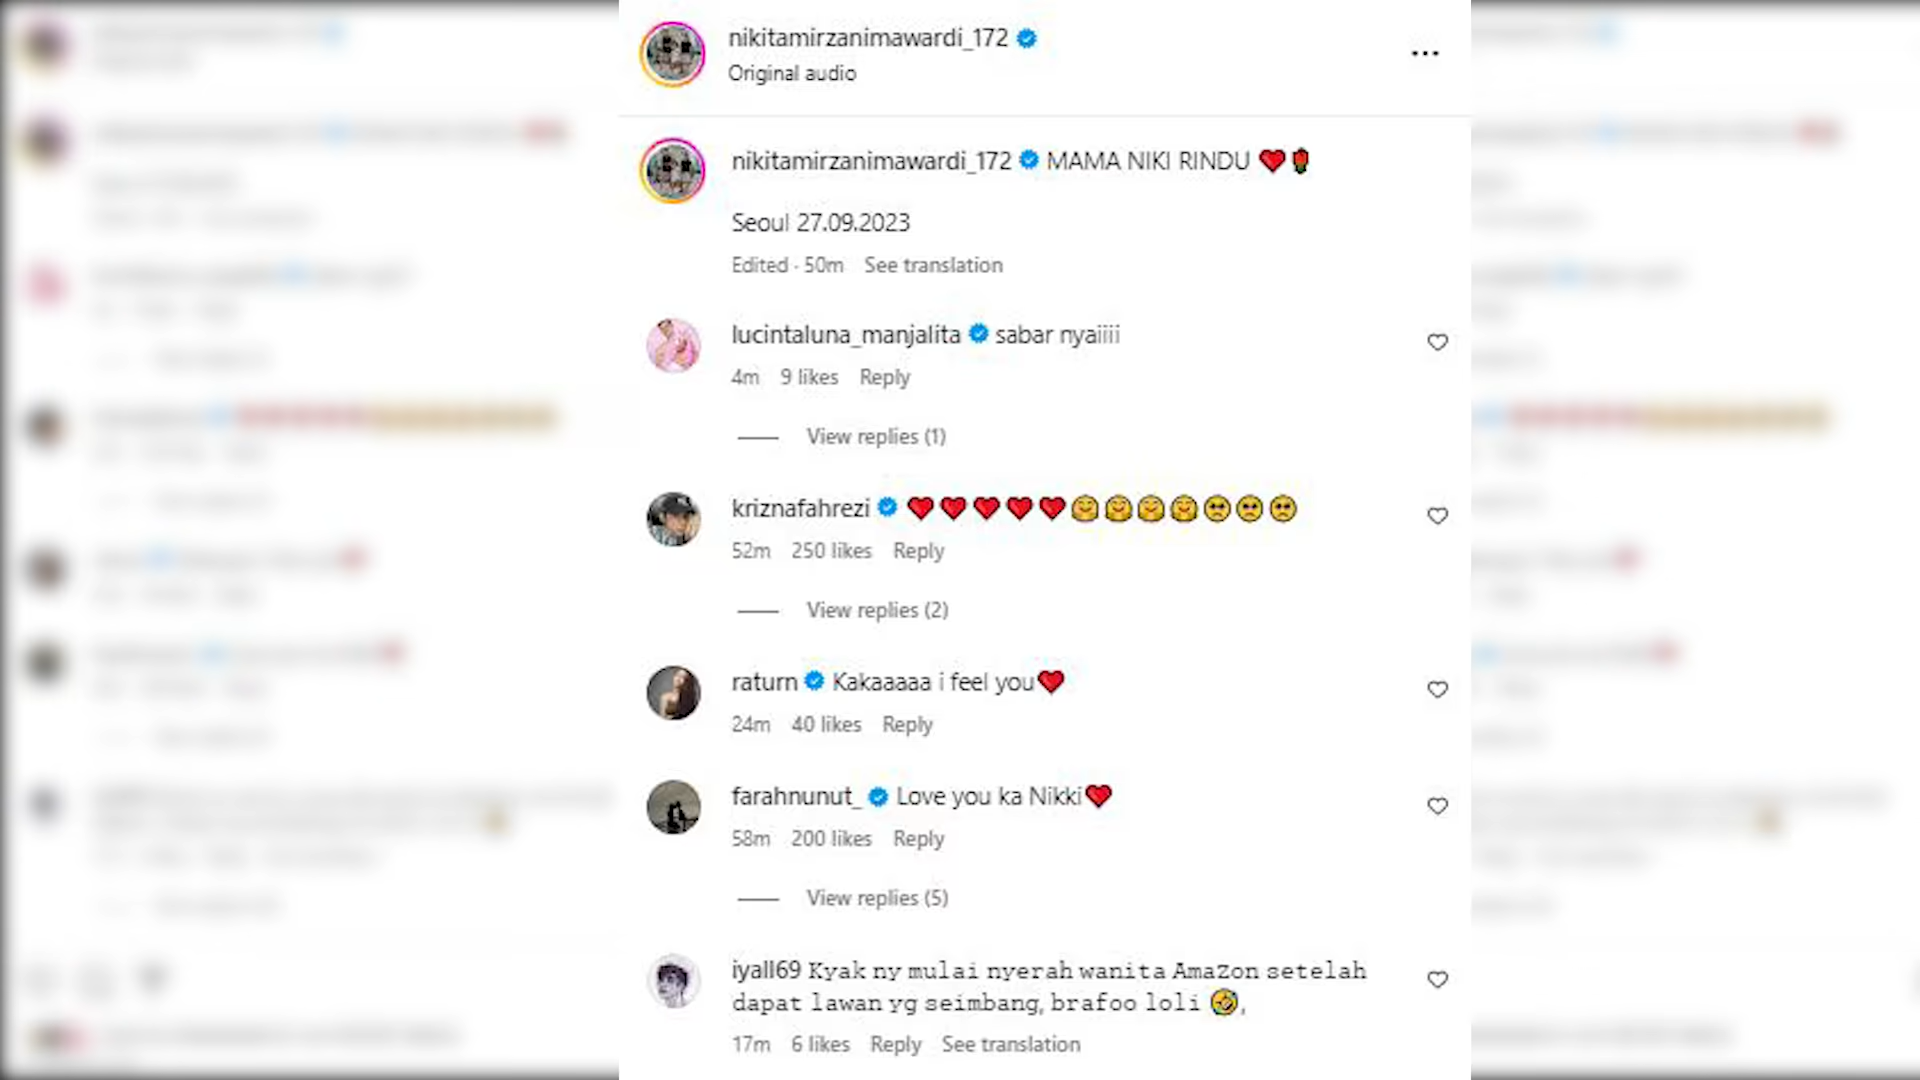 nikitamirzanimawardi_172
Original audio
nikitamirzanimawardi_172 MAMA NIKI RINDU ❤️🌹
Seoul 27.09.2023
Edited · 50m See translation
lucintaluna_manjalita sabar nyaiiii
4m 9 likes Reply
View replies (1)
kriznafahrezi ❤️❤️❤️❤️❤️🤗🤗🤗🤗🥺🥺🥺
52m 250 likes Reply
View replies (2)
raturn Kakaaaaa i feel you❤️
24m 40 likes Reply
farahnunut_ Love you ka Nikki❤️
58m 200 likes Reply
View replies (5)
iyall69 Kyak ny mulai nyerah wanita AmaZon setelah
dapat lawan yg seimbang, brafoo loli 🤣,
17m 6 likes Reply See translation